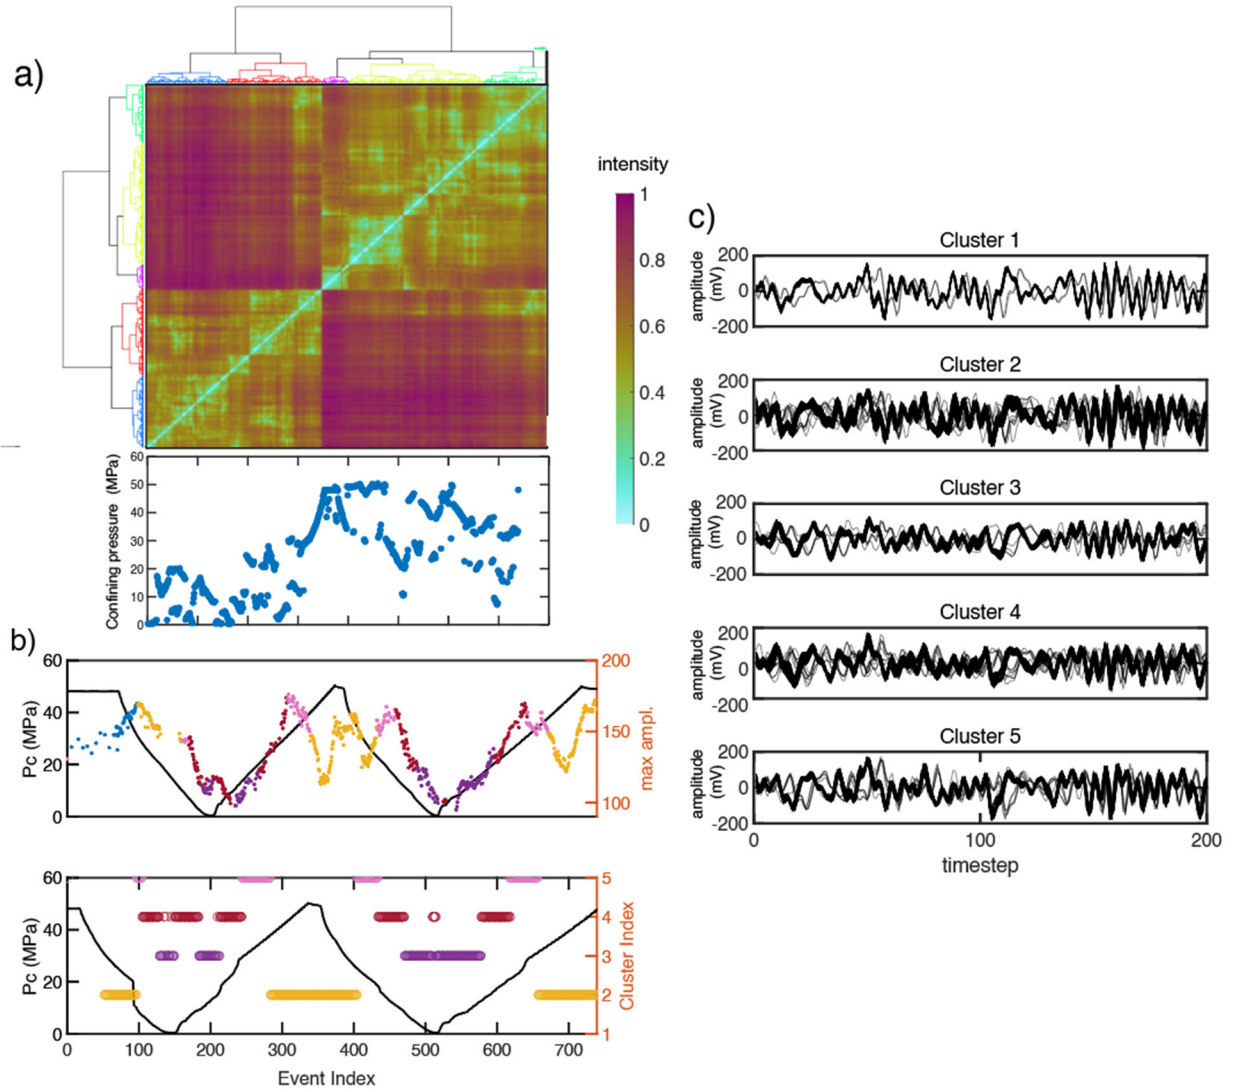 a)
intensity
1
0.8
0.6
0.4
0.2
0
Confining pressure (MPa)
60
50
40
30
20
10
0
b)
Pc (MPa)
60
40
20
0
200
150
100
max ampl.
Pc (MPa)
60
40
20
0
5
4
3
2
1
Cluster Index
0 100 200 300 400 500 600 700
Event Index
c)
Cluster 1
amplitude
(mV)
200
0
-200
Cluster 2
amplitude
(mV)
200
0
-200
Cluster 3
amplitude
(mV)
200
0
-200
Cluster 4
amplitude
(mV)
200
0
-200
Cluster 5
amplitude
(mV)
200
0
-200
0 100 200
timestep